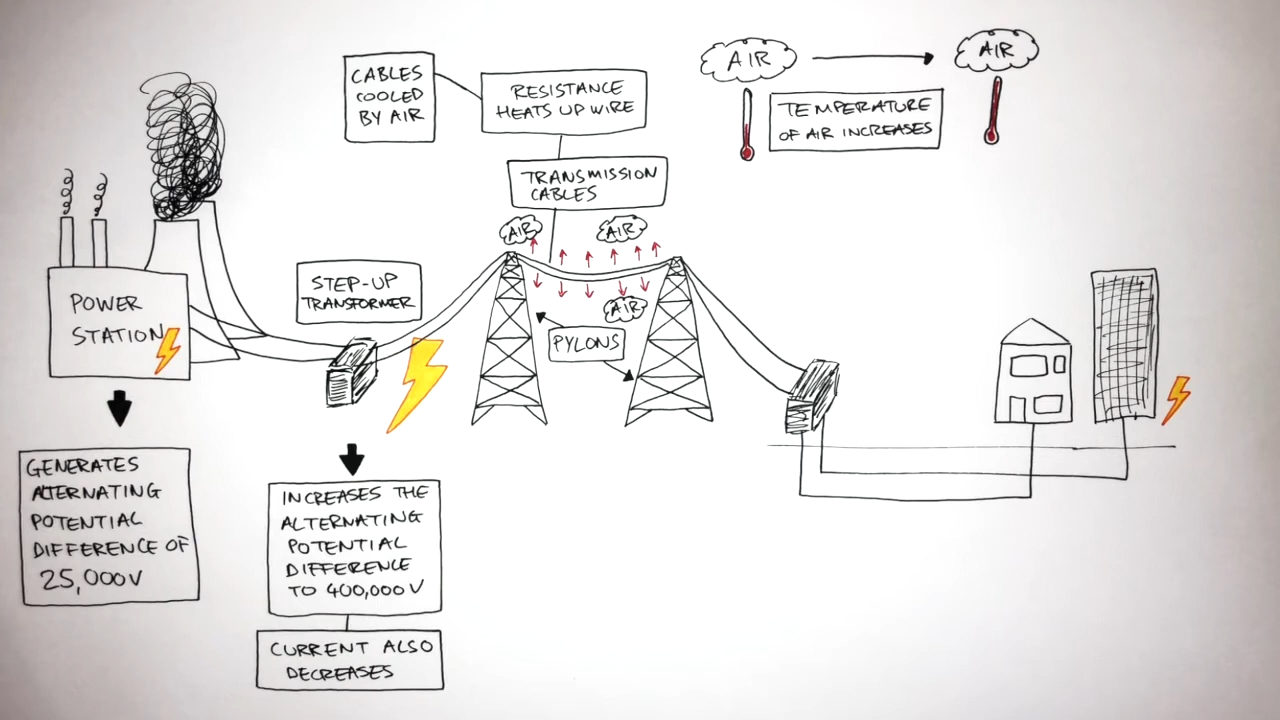 CABLES
COOLED
BY AIR
RESISTANCE
HEATS UP WIRE
AIR
AIR
TEMPERATURE
OF AIR INCREASES
TRANSMISSION
CABLES
AIR
AIR
AIR
STEP-UP
TRANSFORMER
POWER
STATION
PYLONS
GENERATES
ALTERNATING
POTENTIAL
DIFFERENCE OF
25,000V
INCREASES THE
ALTERNATING
POTENTIAL
DIFFERENCE
TO 400,000V
CURRENT ALSO
DECREASES